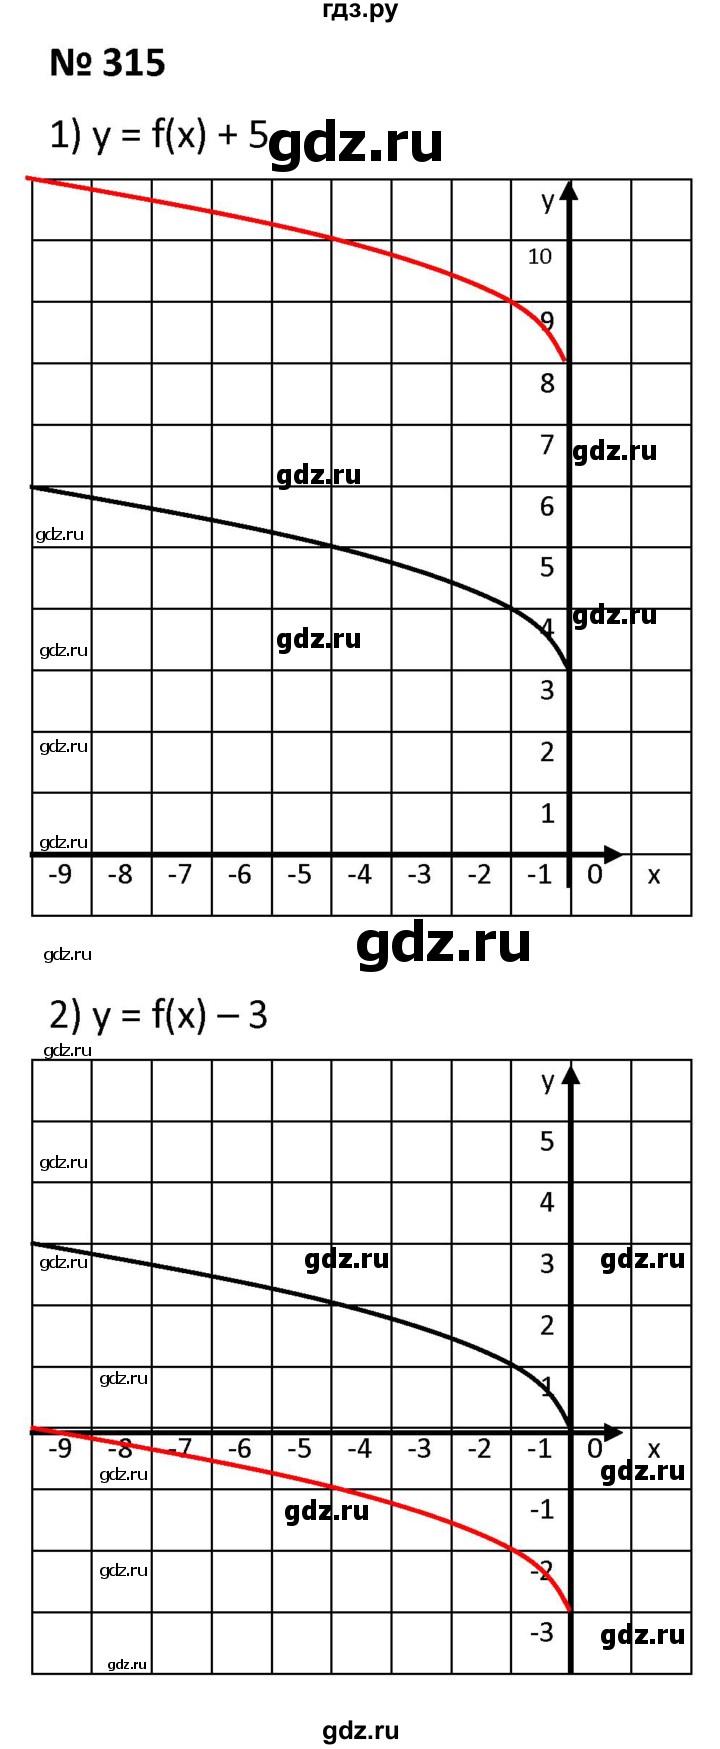 гдз.ру
№ 315
1) y = f(x) + 5
gdz.ru
y
10
9
8
7
gdz.ru
gdz.ru
6
gdz.ru
5
gdz.ru
4
gdz.ru
gdz.ru
3
gdz.ru
2
1
gdz.ru
-9 -8 -7 -6 -5 -4 -3 -2 -1 0 x
gdz.ru
gdz.ru
2) y = f(x) – 3
gdz.ru
y
5
gdz.ru
4
gdz.ru gdz.ru 3 gdz.ru
2
gdz.ru
1
-9 -8 -7 -6 -5 -4 -3 -2 -1 0 x
gdz.ru gdz.ru
gdz.ru -1
gdz.ru -2
-3 gdz.ru
gdz.ru
gdz.ru